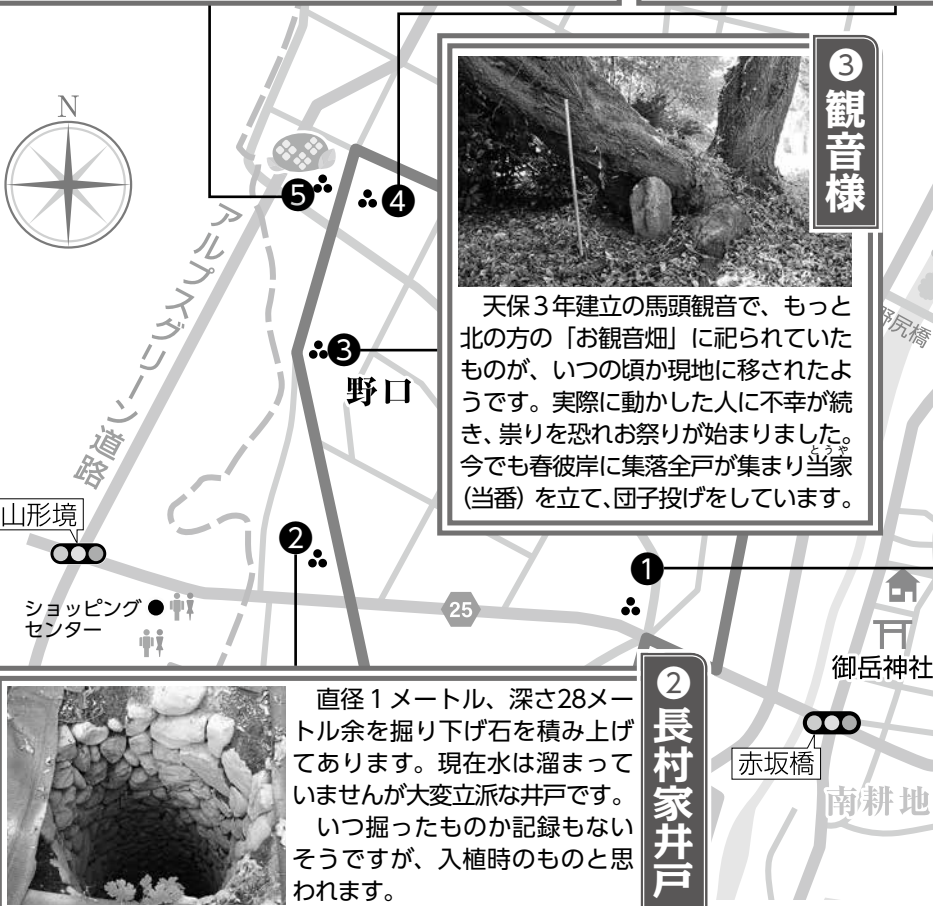 N
❺
❹
❸観音様
アルプスグリーン道路
天保３年建立の馬頭観音で、もっと
北の方の「お観音畑」に祀られていた
ものが、いつの頃か現地に移されたよ
うです。実際に動かした人に不幸が続
き、崇りを恐れお祭りが始まりました。
とうや
今でも春彼岸に集落全戸が集まり当家
（当番）を立て、団子投げをしています。
野尻橋
❸
野口
山形境
❷
❶
ショッピング
センター
25
御岳神社
赤坂橋
南耕地
❷長村家井戸
直径１メートル、深さ28メー
トル余を掘り下げ石を積み上げ
てあります。現在水は溜まって
いませんが大変立派な井戸です。
いつ掘ったものか記録もない
そうですが、入植時のものと思
われます。